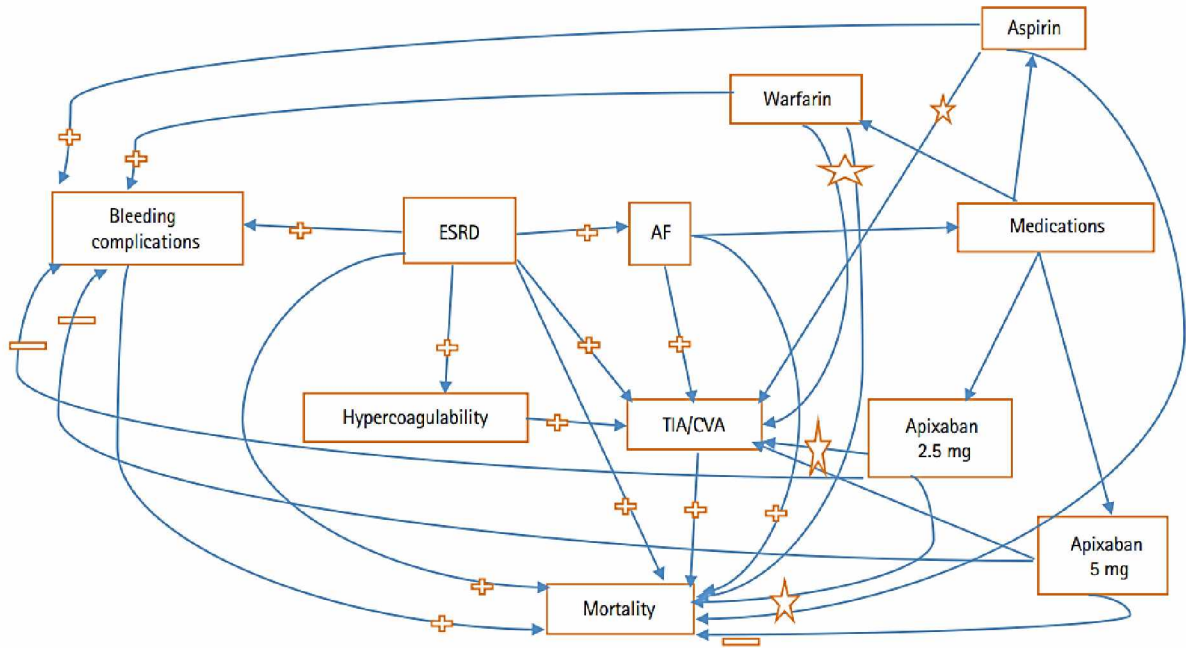 Aspirin
Warfarin
Bleeding
complications
ESRD
AF
Medications
Hypercoagulability
TIA/CVA
Apixaban
2.5 mg
Apixaban
5 mg
Mortality